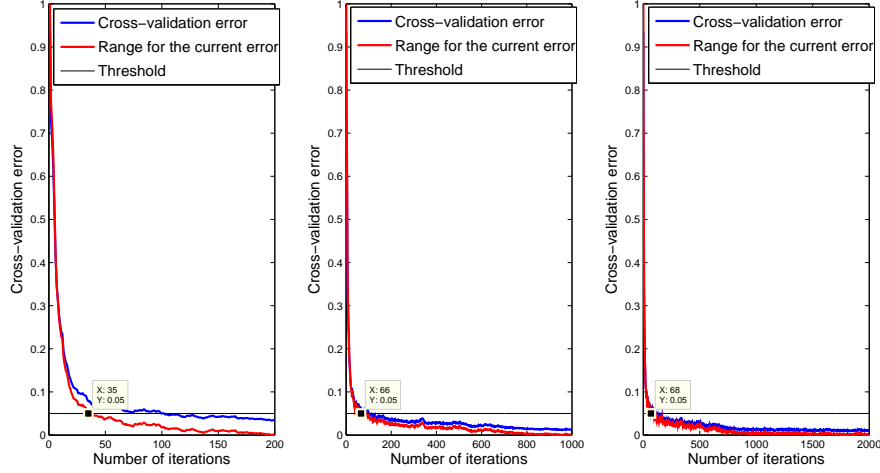 Cross-validation error
Range for the current error
Threshold
1
0.9
0.8
0.7
0.6
0.5
0.4
0.3
0.2
0.1
0
Cross-validation error
X: 35
Y: 0.05
0
50
100
150
200
Number of iterations
Cross-validation error
Range for the current error
Threshold
1
0.9
0.8
0.7
0.6
0.5
0.4
0.3
0.2
0.1
0
Cross-validation error
X: 66
Y: 0.05
0
200
400
600
800
1000
Number of iterations
Cross-validation error
Range for the current error
Threshold
1
0.9
0.8
0.7
0.6
0.5
0.4
0.3
0.2
0.1
0
Cross-validation error
X: 68
Y: 0.05
0
500
1000
1500
2000
Number of iterations